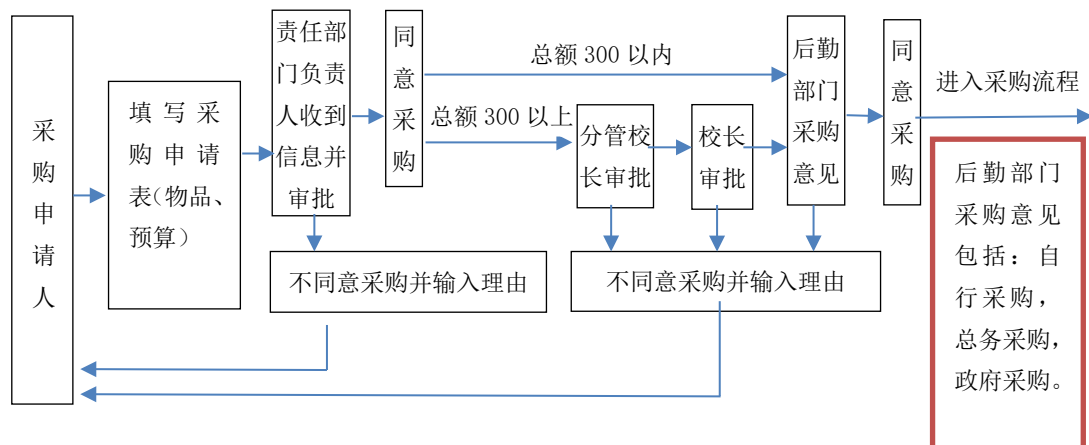 采
购
申
请
人
填写采
购申请
表（物品、
预算）
责任部
门负责
人收到
信息并
审批
同
意
采
购
总额 300 以内
总额 300 以上
分管校
长审批
校长
审批
后勤
部门
采购
意见
同
意
采
购
进入采购流程
不同意采购并输入理由
不同意采购并输入理由
后勤部门
采购意见
包括：自
行采购，
总务采购，
政府采购。